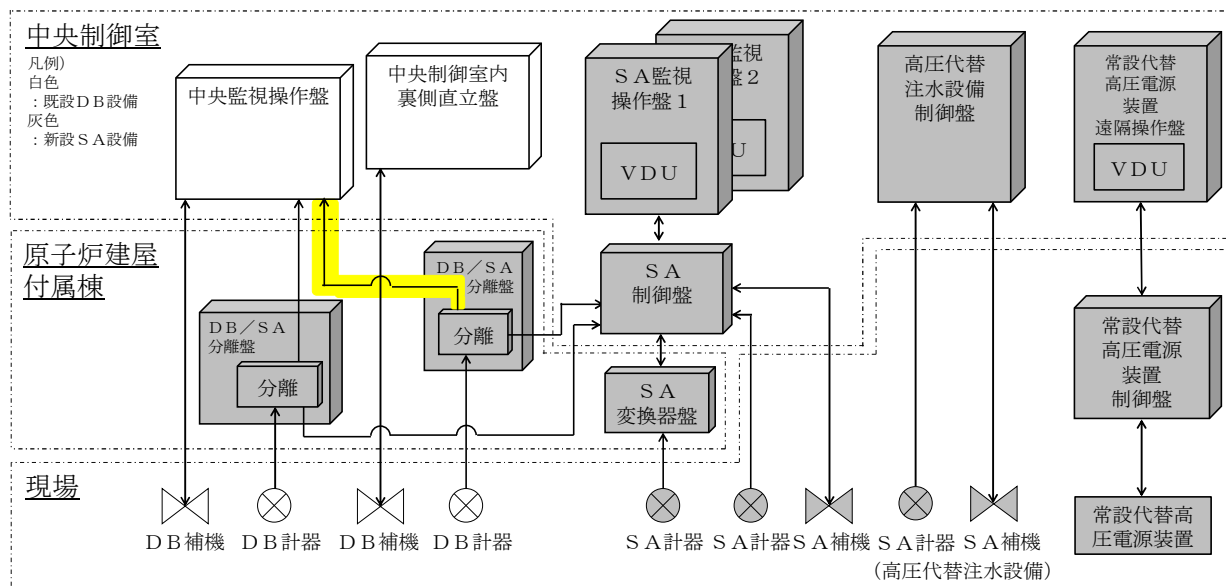 中央制御室
凡例)
白色
:既設DB設備
灰色
:新設SA設備
中央監視操作盤
中央制御室内
裏側直立盤
SA監視
操作盤1
VDU
監視
盤2
U
高圧代替
注水設備
制御盤
常設代替
高圧電源
装置
遠隔操作盤
VDU
原子炉建屋
付属棟
DB/SA
分離盤
分離
DB/SA
分離盤
分離
SA
制御盤
SA
変換器盤
常設代替
高圧電源
装置
制御盤
現場
DB補機
DB計器
DB補機
DB計器
SA計器
SA計器
SA補機
SA計器
(高圧代替注水設備)
SA補機
常設代替高
圧電源装置